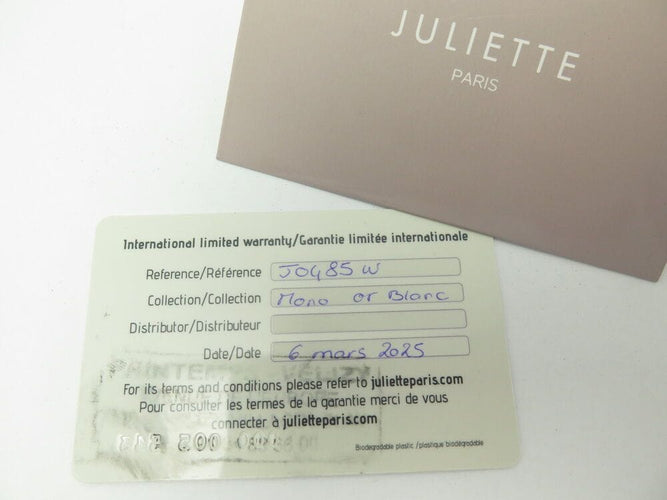 JULIETTE
PARIS
International limited warranty/Garantie limitée internationale
Reference/Référence J0485 W
Collection/Collection Mono or Blanc
Distributor/Distributeur
Date/Date 6 mars 2025
PRINTEMPS VELIZY
For its terms and conditions please refer to julietteparis.com
Pour consulter les termes de la garantie merci de vous
connecter à julietteparis.com
Biodegradable plastic /plastique biodégradable